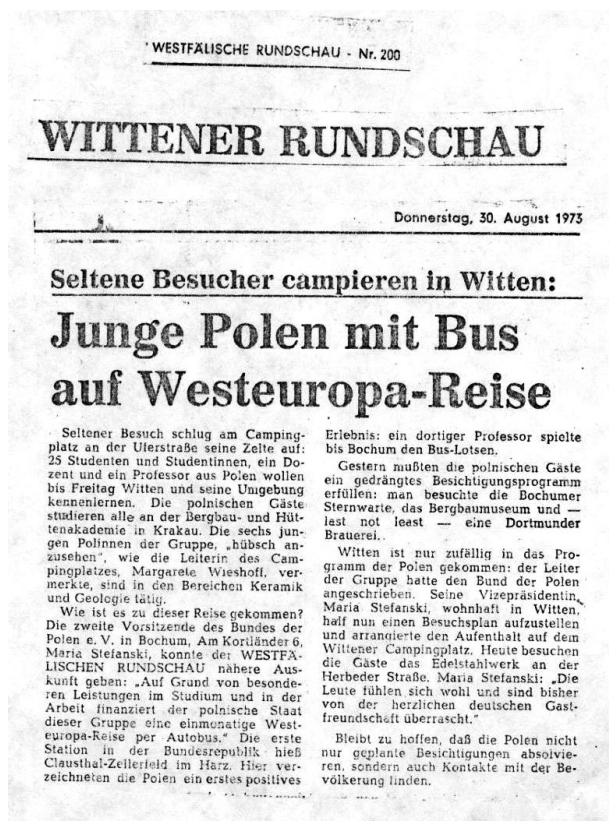 WESTFÄLISCHE RUNDSCHAU - Nr. 200
WITTENER RUNDSCHAU
Donnerstag, 30. August 1973
Seltene Besucher campieren in Witten:
Junge Polen mit Bus
auf Westeuropa-Reise
Seltener Besuch schlug am Camping-
platz an der Uferstraße seine Zelte auf:
25 Studenten und Studentinnen, ein Do-
zent und ein Professor aus Polen wollen
bis Freitag Witten und seine Umgebung
kennenlernen. Die polnischen Gäste
studieren alle an der Bergbau- und Hüt-
tenakademie in Krakau. Die sechs jun-
gen Polinnen der Gruppe, „hübsch an-
zusehen", wie die Leiterin des Cam-
pingplatzes, Margarete Wieshoff, ver-
merkte, sind in den Bereichen Keramik
und Geologie tätig.
Wie ist es zu dieser Reise gekommen?
Die zweite Vorsitzende des Bundes der
Polen e. V. in Bochum, Am Kortländer 6,
Maria Stefanski, konnte der WESTFÄ-
LISCHEN RUNDSCHAU nähere Aus-
kunft geben: „Auf Grund von besonde-
ren Leistungen im Studium und in der
Arbeit finanziert der polnische Staat
dieser Gruppe eine einmonatige West-
europa-Reise per Autobus." Die erste
Station in der Bundesrepublik hieß
Clausthal-Zellerfeld im Harz. Hier ver-
zeichneten die Polen ein erstes positives
Erlebnis: ein dortiger Professor spielte
bis Bochum den Bus-Lotsen.
Gestern mußten die polnischen Gäste
ein gedrängtes Besichtigungsprogramm
erfüllen: man besuchte die Bochumer
Sternwarte, das Bergbaumuseum und —
last not least — eine Dortmunder
Brauerei.
Witten ist nur zufällig in das Pro-
gramm der Polen gekommen: der Leiter
der Gruppe hatte den Bund der Polen
angeschrieben. Seine Vizepräsidentin,
Maria Stefanski, wohnhaft in Witten,
half nun einen Besuchsplan aufzustellen
und arrangierte den Aufenthalt auf dem
Wittener Campingplatz. Heute besuchen
die Gäste das Edelstahlwerk an der
Herbeder Straße. Maria Stefanski: „Die
Leute fühlen sich wohl und sind bisher
von der herzlichen deutschen Gast-
freundschaft überrascht."
Bleibt zu hoffen, daß die Polen nicht
nur geplante Besichtigungen absolvie-
ren, sondern auch Kontakte mit der Be-
völkerung finden.